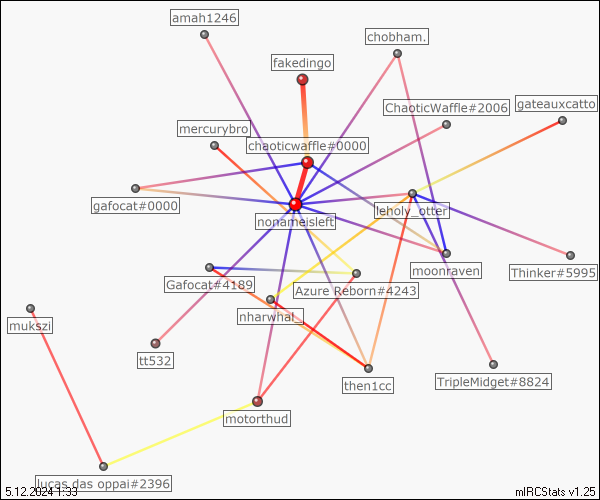 amah1246
chobham.
fakedingo
ChaoticWaffle#2006
gateauxcatto
mercurybro
chaoticwaffle#0000
gafocat#0000
leholy_otter
nonameisleft
moonraven
Thinker#5995
Gafocat#4189
Azure Reborn#4243
nharwhal_
mukszi
tt532
then1cc
TripleMidget#8824
motorthud
lucas das oppai#2396
5.12.2024 1:33
mIRCStats v1.25